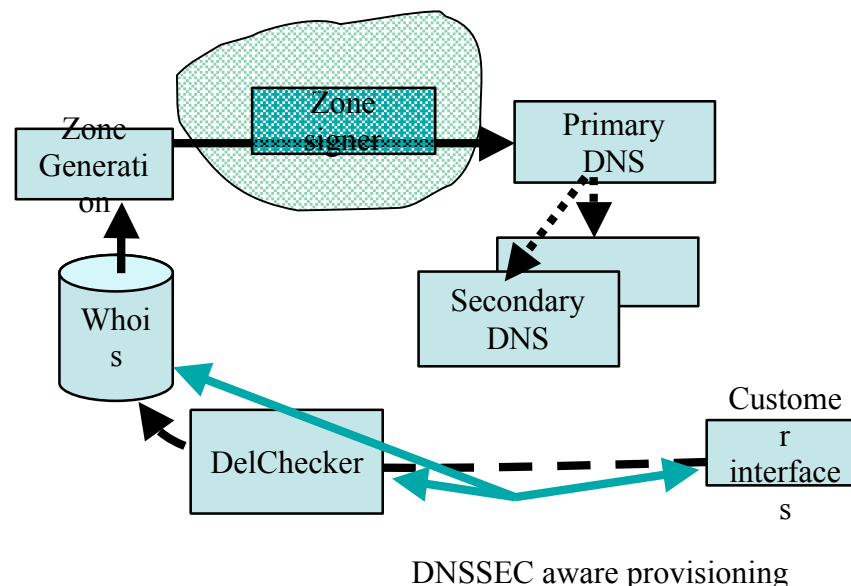 Zone
signer
Zone
Generati
on
Primary
DNS
Secondary
DNS
Whoi
s
DelChecker
Custome
r
interface
s
DNSSEC aware provisioning